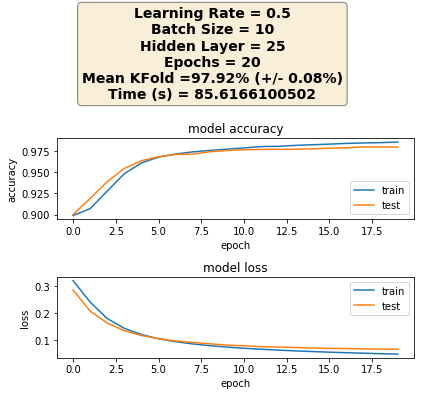 Learning Rate = 0.5
Batch Size = 10
Hidden Layer = 25
Epochs = 20
Mean KFold =97.92% (+/- 0.08%)
Time (s) = 85.6166100502
model accuracy
accuracy
0.975
0.950
0.925
0.900
train
test
0.0 2.5 5.0 7.5 10.0 12.5 15.0 17.5
epoch
model loss
loss
0.3
0.2
0.1
train
test
0.0 2.5 5.0 7.5 10.0 12.5 15.0 17.5
epoch